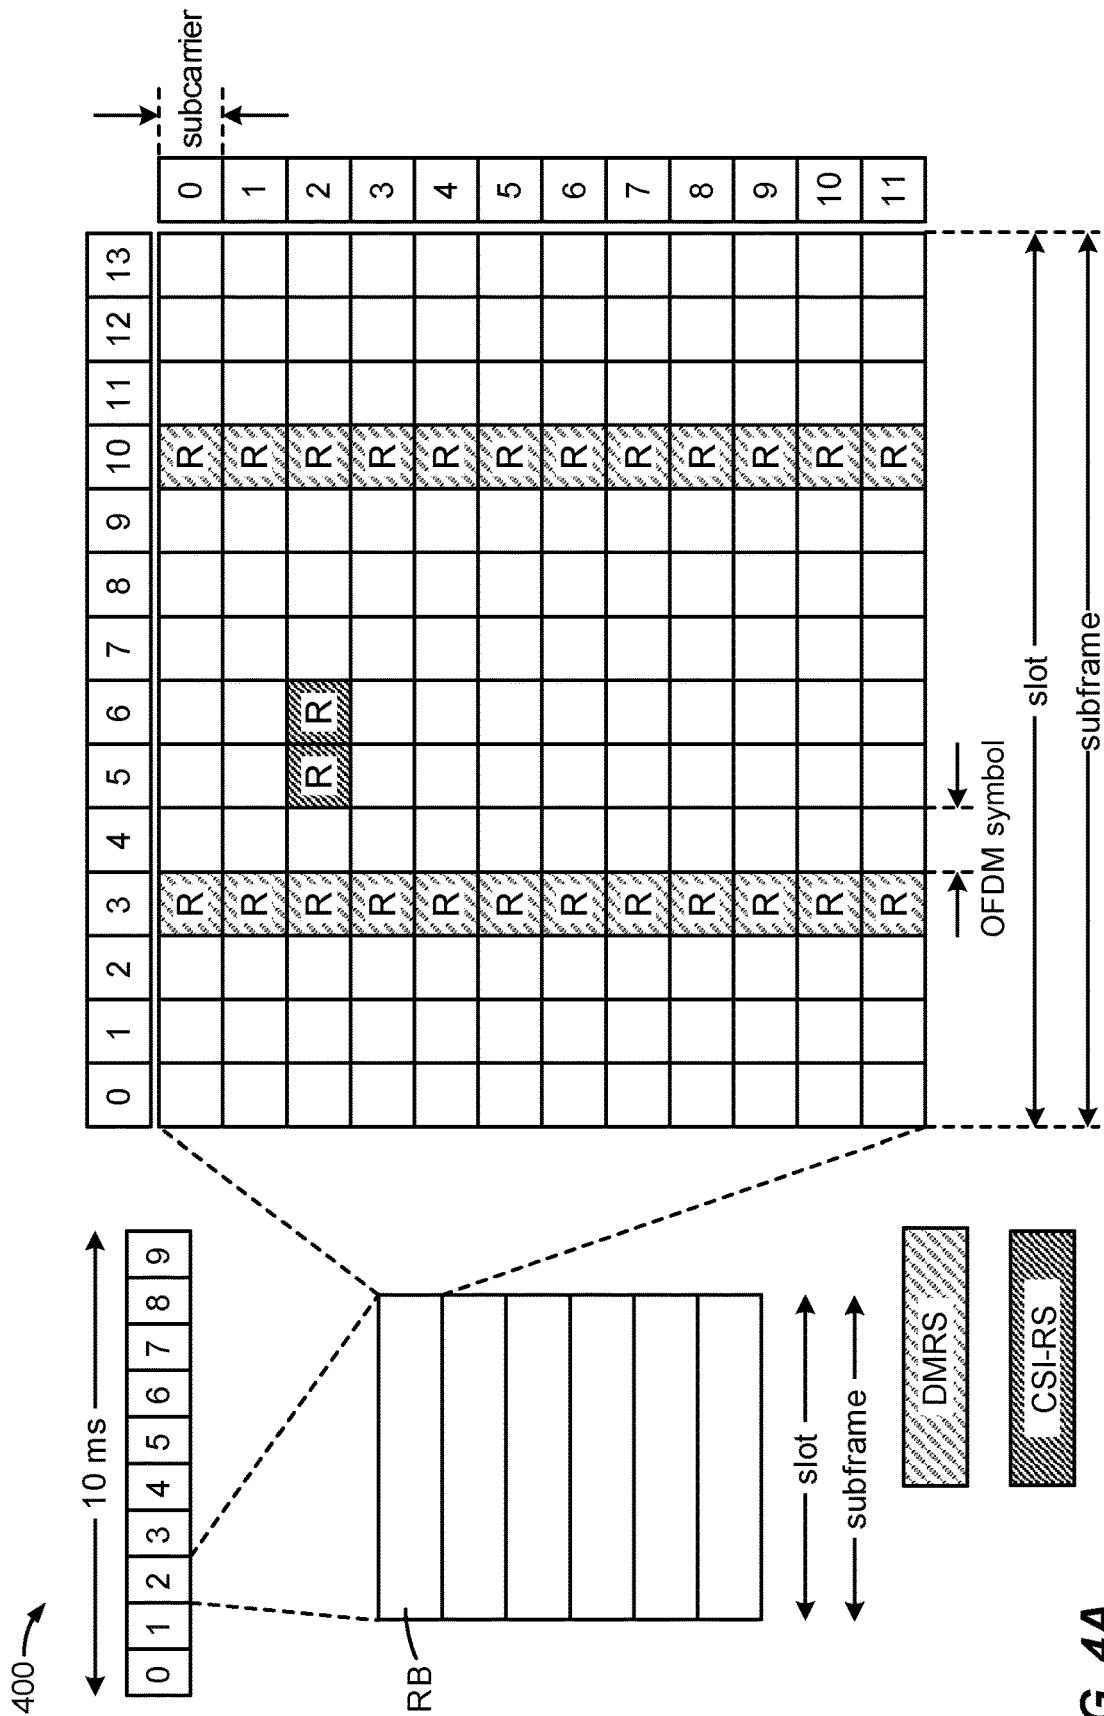 400
10 ms
0 1 2 3 4 5 6 7 8 9
RB
slot
subframe
DMRS
CSI-RS
0 1 2 3 4 5 6 7 8 9 10 11 12 13
subcarrier
R R 0
R R 1
R R R R 2
R R 3
R R 4
R R 5
R R 6
R R 7
R R 8
R R 9
R R 10
R R 11
OFDM symbol
slot
subframe
G. 4A